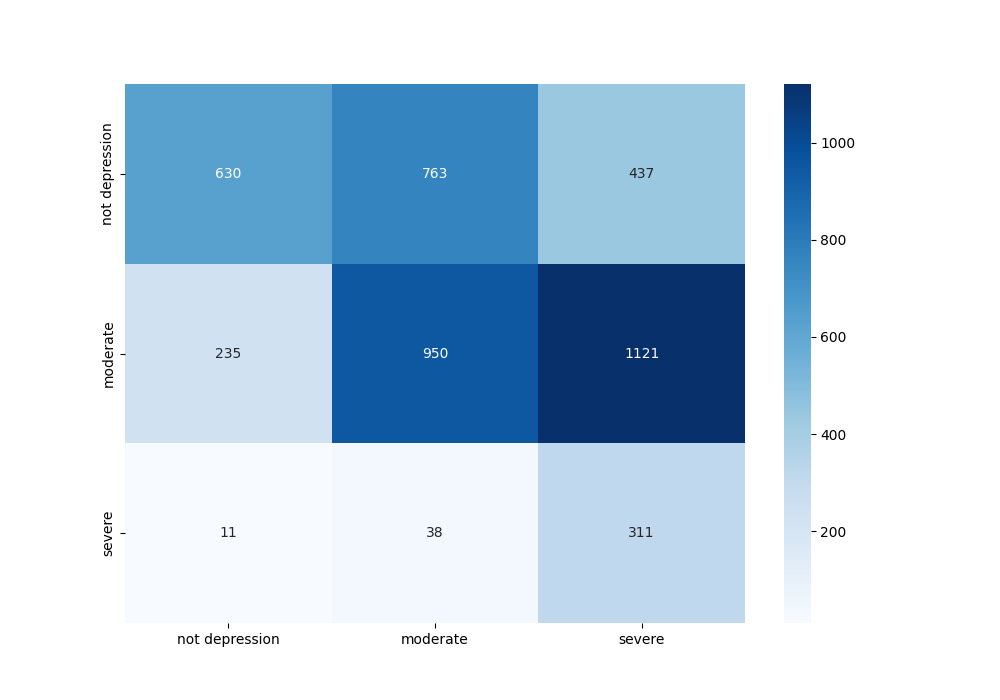 not depression 630 763 437
moderate 235 950 1121
severe 11 38 311
not depression moderate severe
1000
800
600
400
200